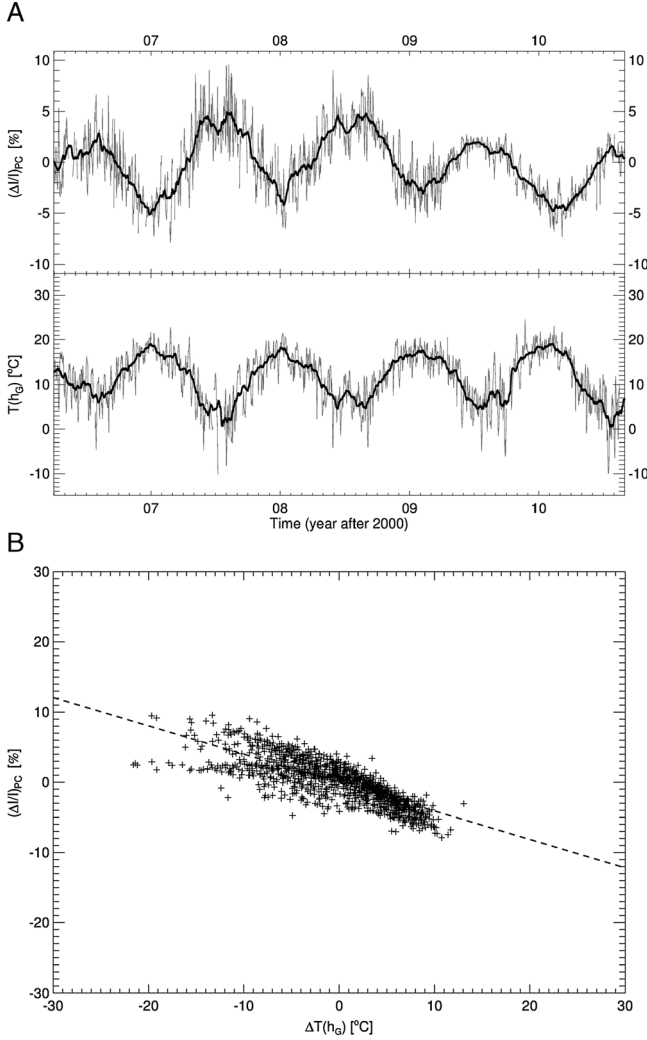 A
07 08 09 10
10 10
5 5
0 0
-5 -5
-10 -10
(ΔI/I)PC [%]
30 30
20 20
10 10
0 0
-10 -10
T(hG) [°C]
07 08 09 10
Time (year after 2000)
B
30
20
10
0
-10
-20
-30
(ΔI/I)PC [%]
-30 -20 -10 0 10 20 30
ΔT(hG) [°C]